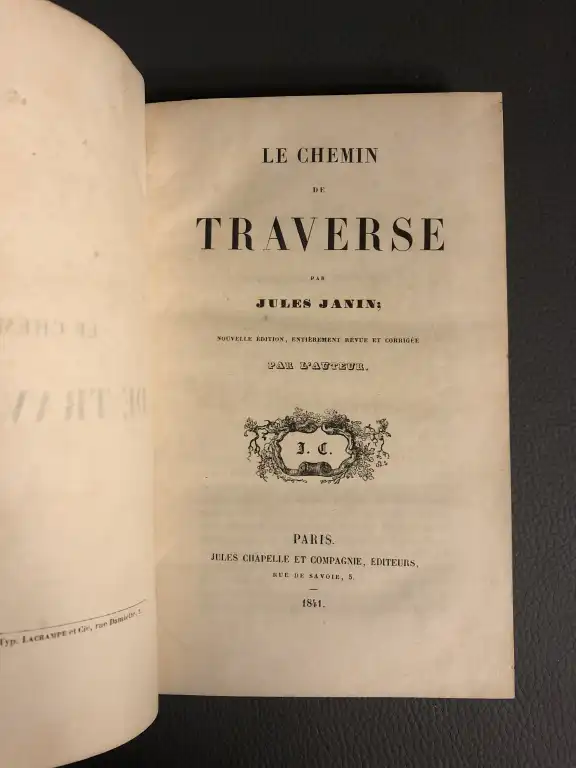 Typ. LACRAMPE et Cie, rue Damiette, 2
LE CHEMIN
DE
TRAVERSE
PAR
JULES JANIN;
NOUVELLE ÉDITION, ENTIÈREMENT REVUE ET CORRIGÉE
PAR L'AUTEUR.
J. C.
PARIS.
JULES CHAPELLE ET COMPAGNIE, ÉDITEURS,
RUE DE SAVOIE, 5.
1841.